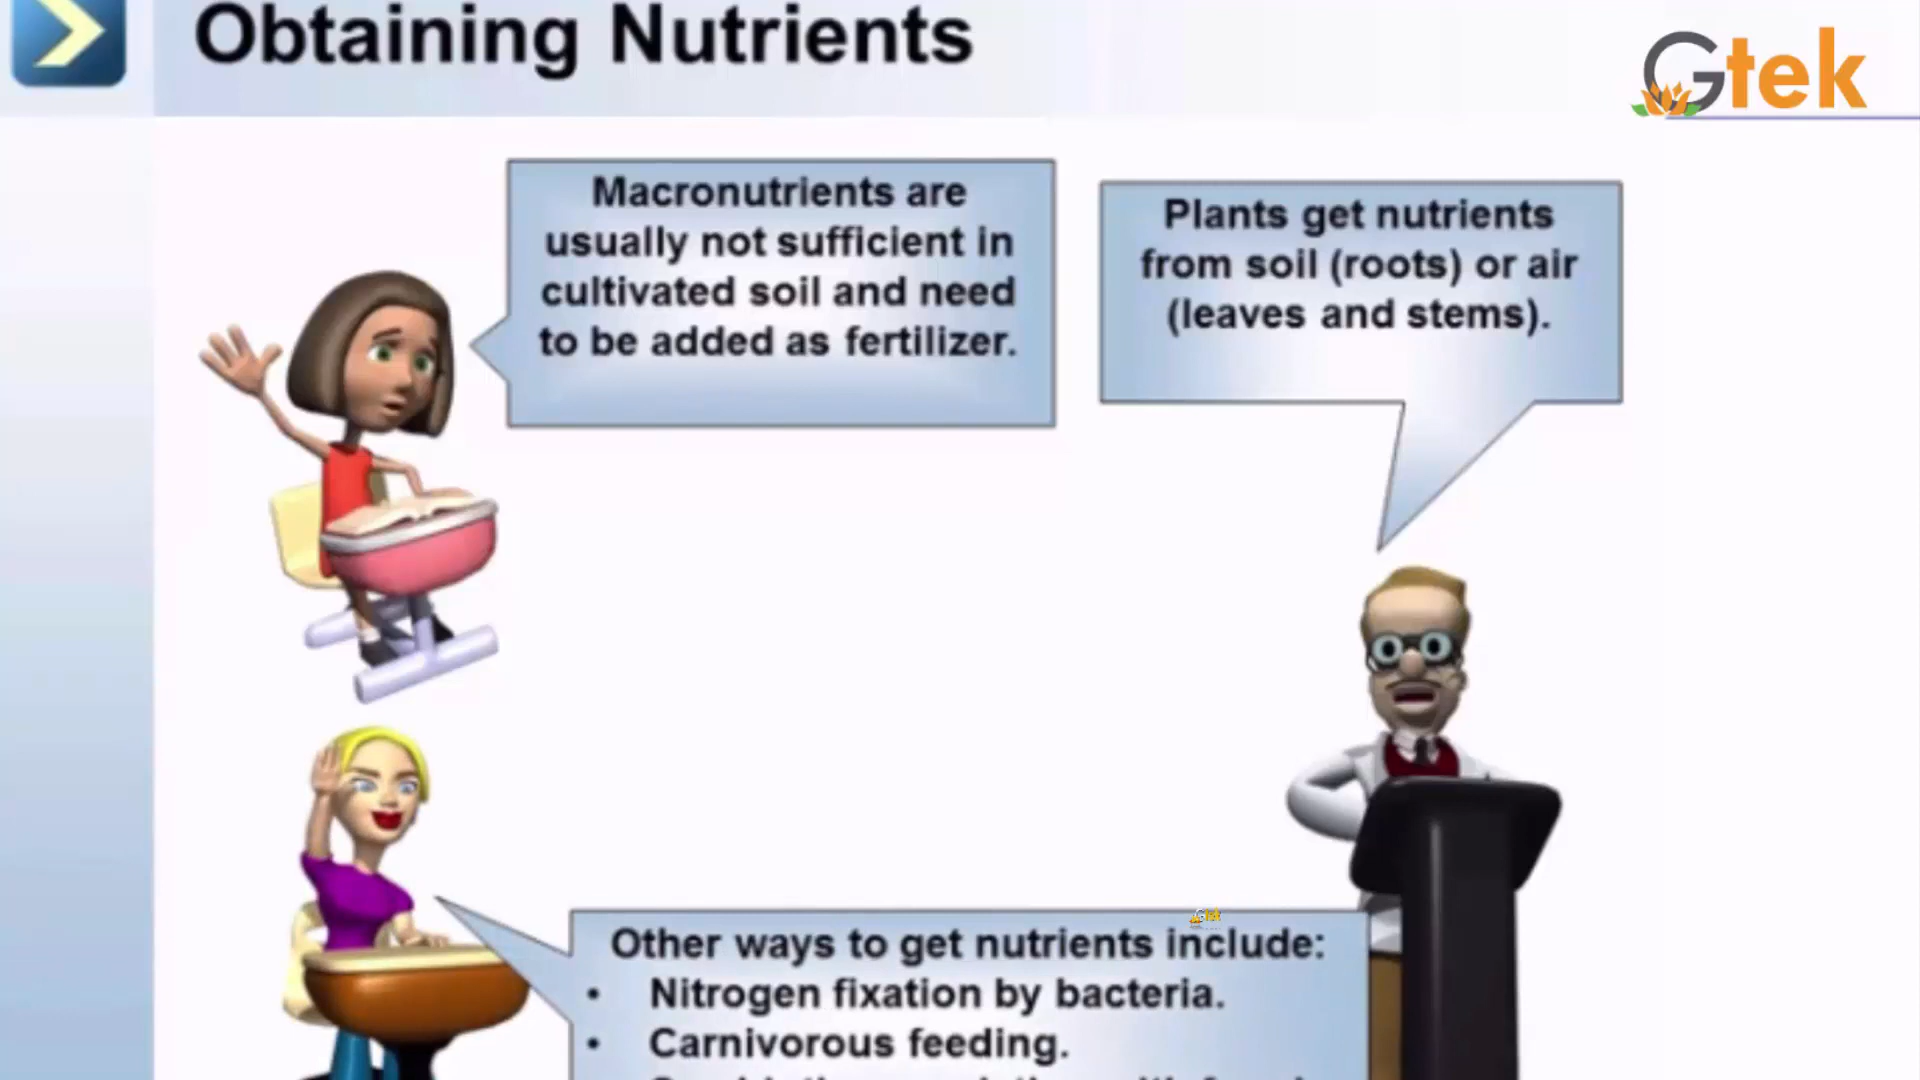 Obtaining Nutrients
Gtek
Macronutrients are
usually not sufficient in
cultivated soil and need
to be added as fertilizer.
Plants get nutrients
from soil (roots) or air
(leaves and stems).
Other ways to get nutrients include:
• Nitrogen fixation by bacteria.
• Carnivorous feeding.